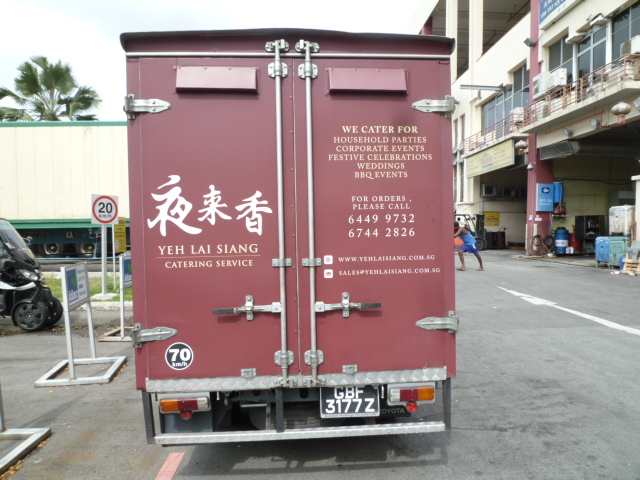 夜来香
YEH LAI SIANG
CATERING SERVICE
WE CATER FOR
HOUSEHOLD PARTIES
CORPORATE EVENTS
FESTIVE CELEBRATIONS
WEDDINGS
BBQ EVENTS
FOR ORDERS,
PLEASE CALL
6449 9732
6744 2826
WWW.YEHLAISIANG.COM.SG
SALES@YEHLAISIANG.COM.SG
70
km/h
GBF
3177Z
TOYOTA
20
km/h